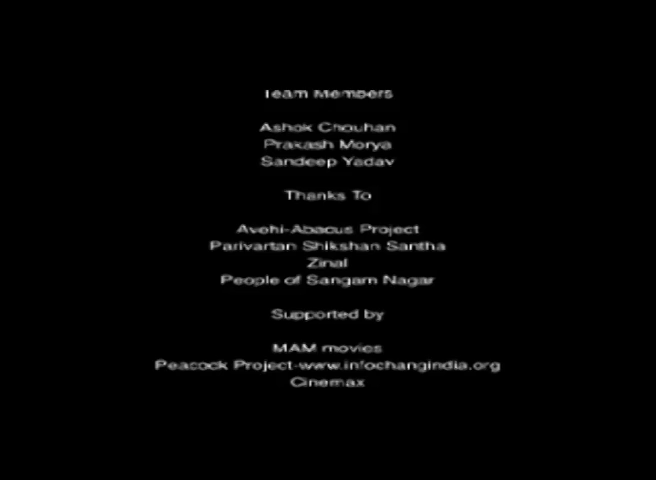 Team Members
Ashok Chouhan
Prakash Morya
Sandeep Yadav
Thanks To
Avehi-Abacus Project
Parivartan Shikshan Santha
Zinal
People of Sangam Nagar
Supported by
MAM movies
Peacock Project-www.infochangindia.org
Cinemax